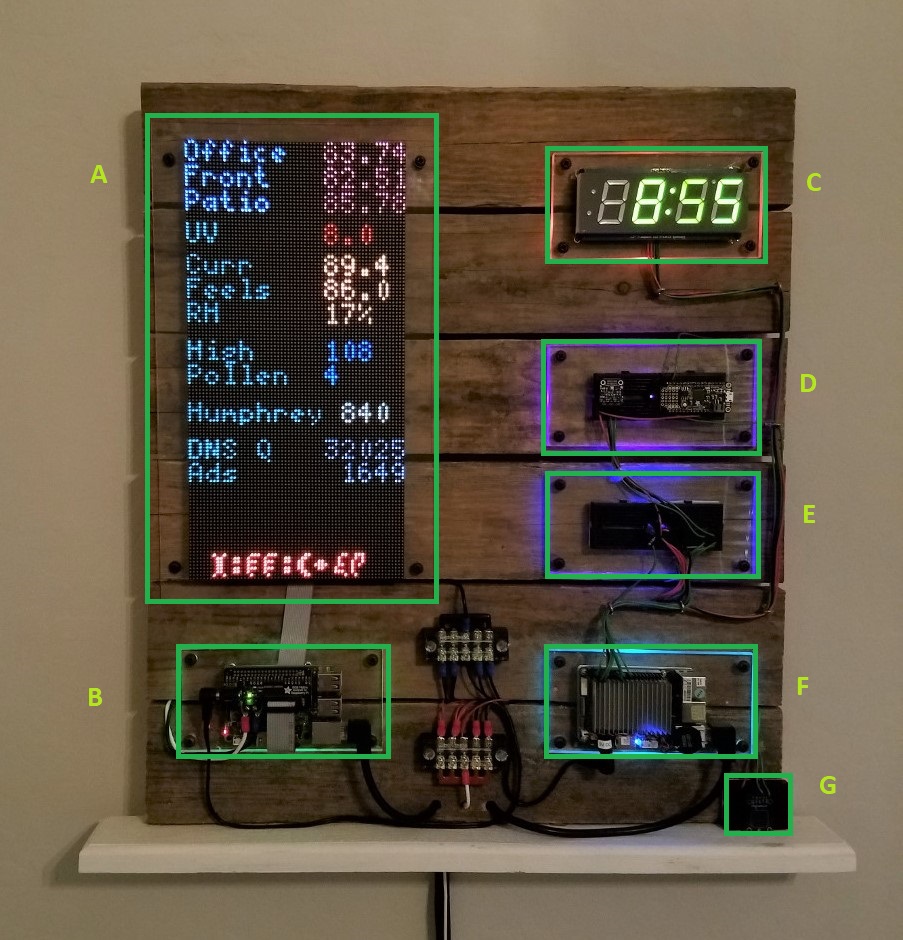 A
Office 83.74
Front 82.51
Patio 85.78
UV 8.0
Curr 89.4
Feels 86.0
RH 17%
High 108
Pollen 4
Humphrey 840
DNS Q 32025
Ads 1649
B
C
8:55
D
E
F
G